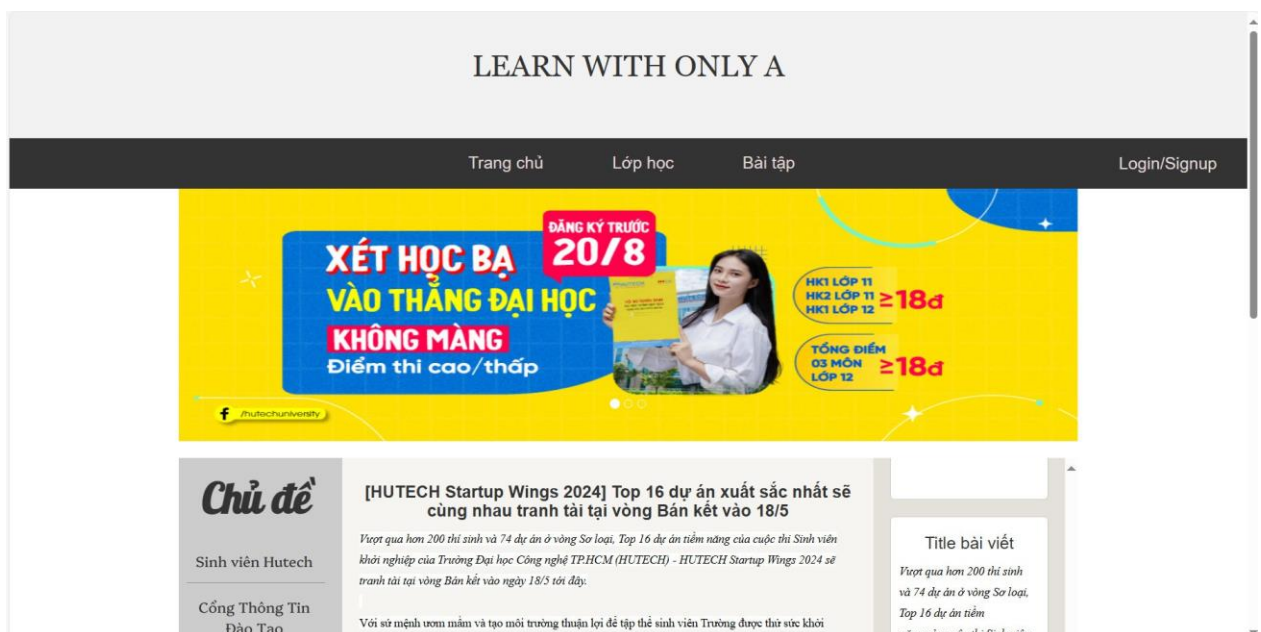 LEARN WITH ONLY A
Trang chủ
Lớp học
Bài tập
Login/Signup
ĐĂNG KÝ TRƯỚC
20/8
XÉT HỌC BẠ
VÀO THẲNG ĐẠI HỌC
KHÔNG MÀNG
Điểm thi cao/thấp
HK1 LỚP 11
HK2 LỚP 11
HK1 LỚP 12
≥18đ
TỔNG ĐIỂM
03 MÔN
LỚP 12
≥18đ
f /hutechuniversity
Chủ đề
Sinh viên Hutech
Cổng Thông Tin
Đào Tạo
[HUTECH Startup Wings 2024] Top 16 dự án xuất sắc nhất sẽ
cùng nhau tranh tài tại vòng Bán kết vào 18/5
Vượt qua hơn 200 thí sinh và 74 dự án ở vòng Sơ loại, Top 16 dự án tiềm năng của cuộc thi Sinh viên
khởi nghiệp của Trường Đại học Công nghệ TP.HCM (HUTECH) - HUTECH Startup Wings 2024 sẽ
tranh tài tại vòng Bán kết vào ngày 18/5 tới đây.
Với sứ mệnh ươm mầm và tạo môi trường thuận lợi để tập thể sinh viên Trường được thử sức khởi
Title bài viết
Vượt qua hơn 200 thí sinh
và 74 dự án ở vòng Sơ loại,
Top 16 dự án tiềm